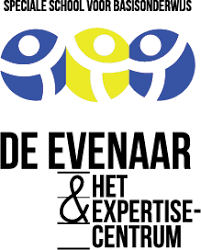 SPECIALE SCHOOL VOOR BASISONDERWIJS
DE EVENAAR
& HET
EXPERTISE-
CENTRUM